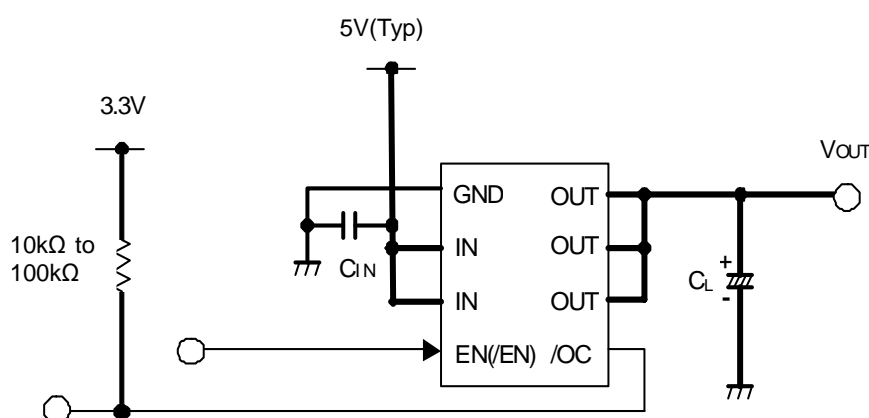 5V(Typ)
3.3V
VOUT
GND OUT
10kΩ to
100kΩ
IN OUT
CIN
+
CL
-
IN OUT
EN(/EN) /OC